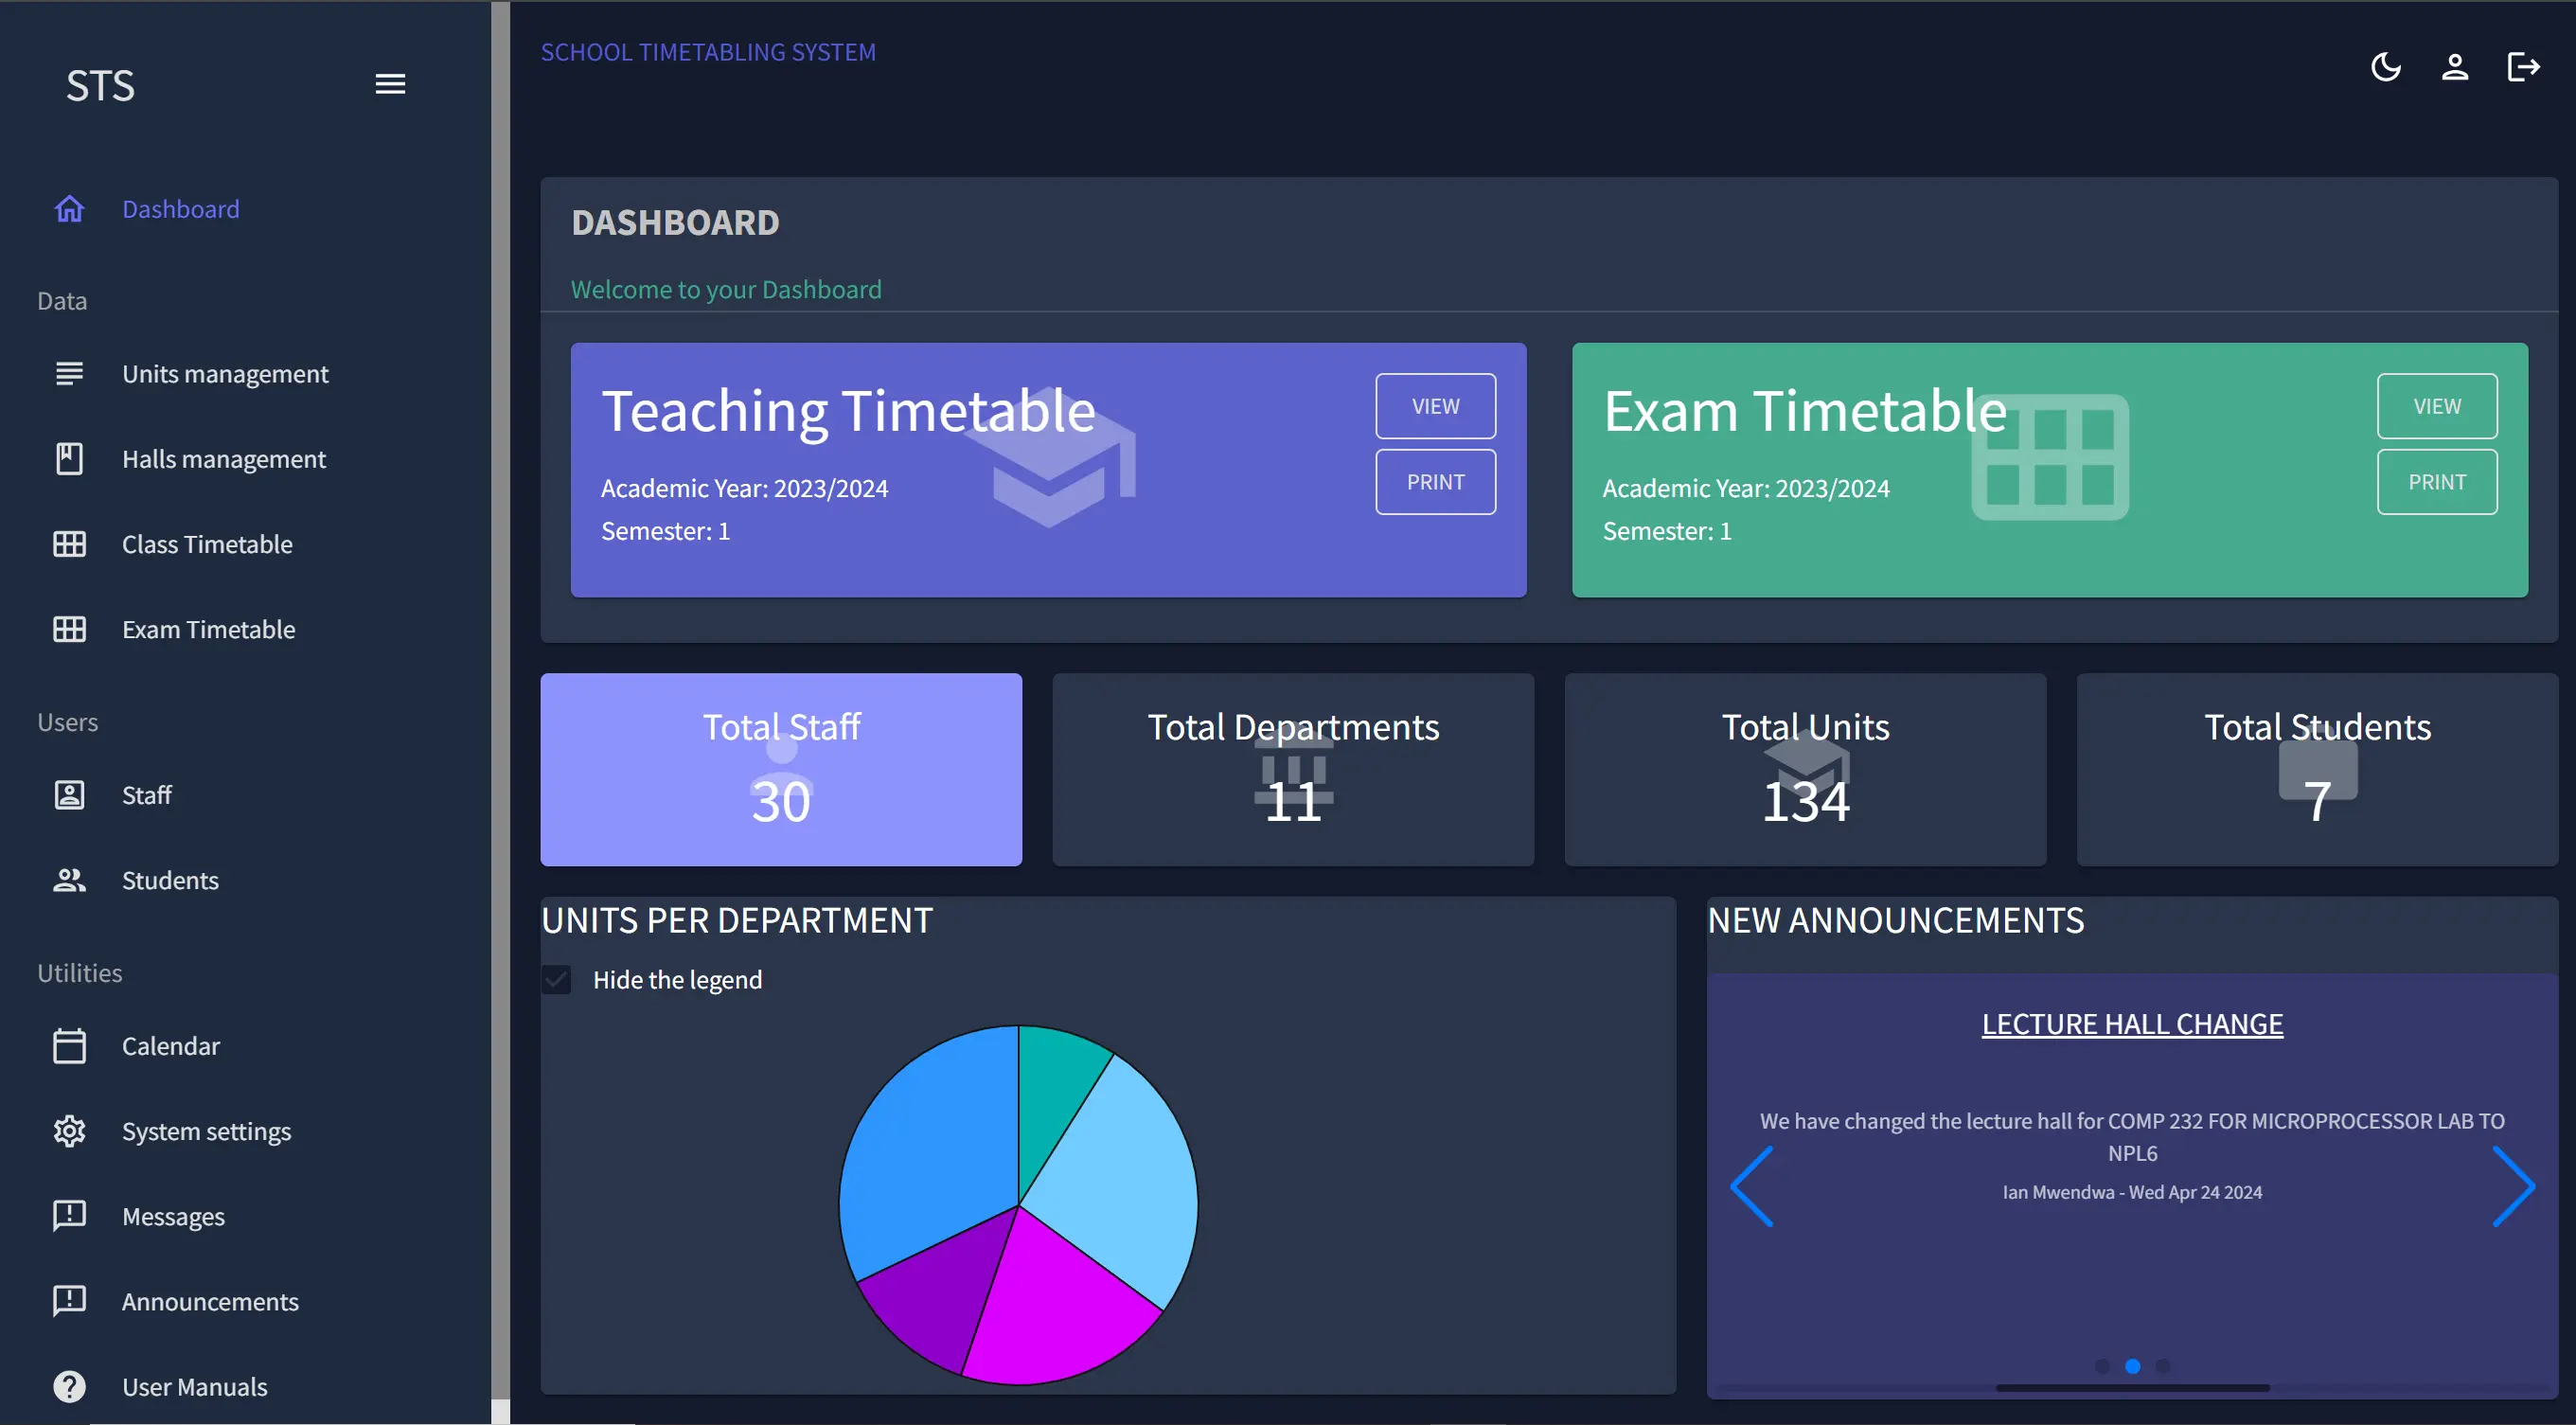 STS
Dashboard
Data
Units management
Halls management
Class Timetable
Exam Timetable
Users
Staff
Students
Utilities
Calendar
System settings
Messages
Announcements
User Manuals
SCHOOL TIMETABLING SYSTEM
DASHBOARD
Welcome to your Dashboard
Teaching Timetable
Academic Year: 2023/2024
Semester: 1
VIEW
PRINT
Exam Timetable
Academic Year: 2023/2024
Semester: 1
VIEW
PRINT
Total Staff
30
Total Departments
11
Total Units
134
Total Students
7
UNITS PER DEPARTMENT
Hide the legend
NEW ANNOUNCEMENTS
LECTURE HALL CHANGE
We have changed the lecture hall for COMP 232 FOR MICROPROCESSOR LAB TO
NPL6
Ian Mwendwa - Wed Apr 24 2024